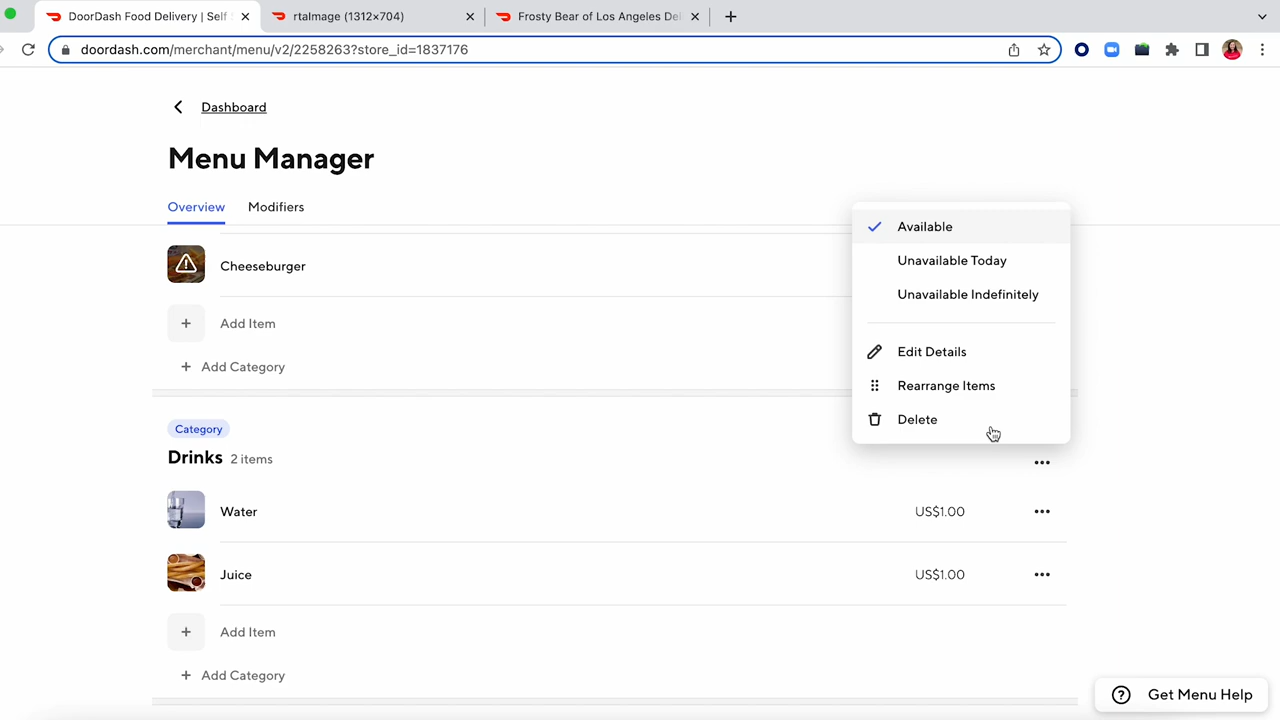 DoorDash Food Delivery | Self S
rtaImage (1312×704)
Frosty Bear of Los Angeles Del
doordash.com/merchant/menu/v2/2258263?store_id=1837176
Dashboard
Menu Manager
Overview
Modifiers
Available
Unavailable Today
Unavailable Indefinitely
Edit Details
Rearrange Items
Delete
Cheeseburger
Add Item
Add Category
Category
Drinks 2 items
Water US$1.00
Juice US$1.00
Add Item
Add Category
Get Menu Help